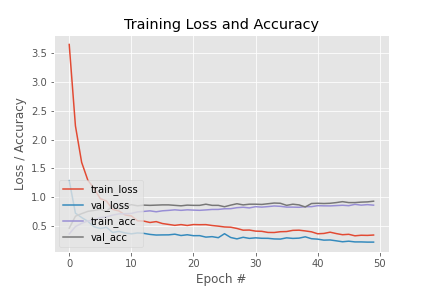 Training Loss and Accuracy
3.5
3.0
2.5
2.0
1.5
1.0
0.5
Loss / Accuracy
train_loss
val_loss
train_acc
val_acc
0 10 20 30 40 50
Epoch #